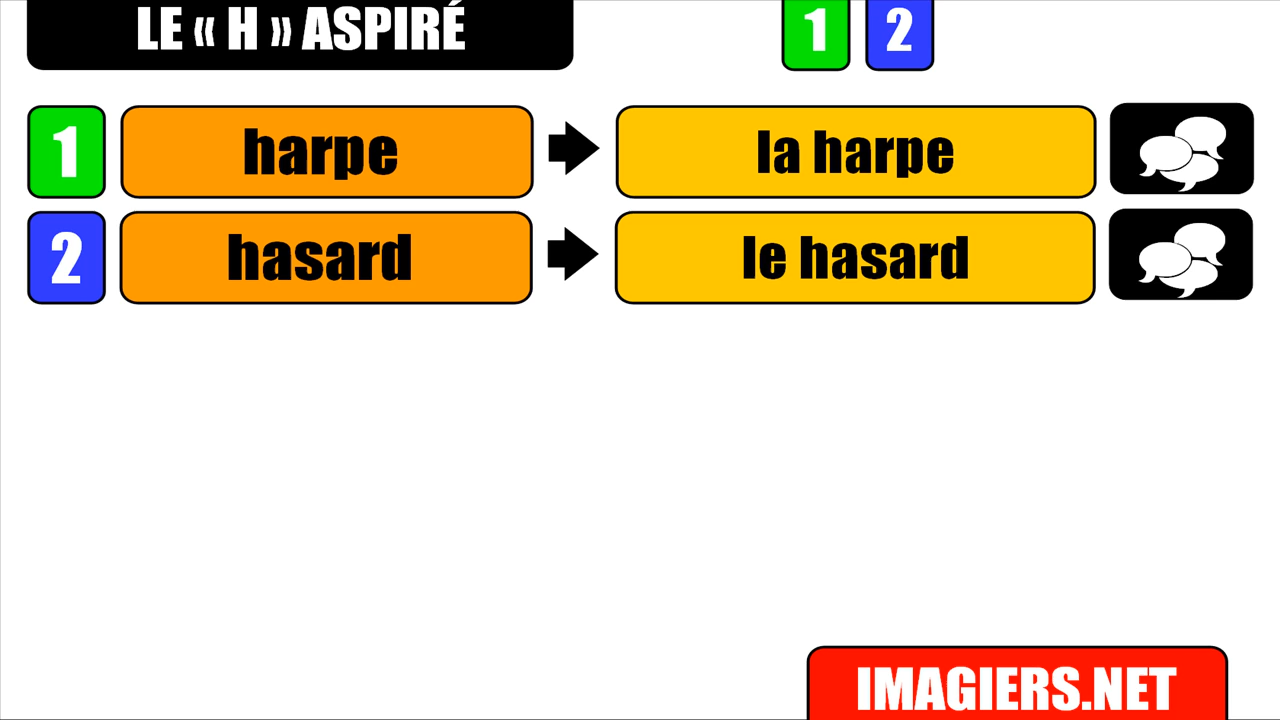 LE « H » ASPIRÉ
1 2
1 harpe la harpe
2 hasard le hasard
IMAGIERS.NET